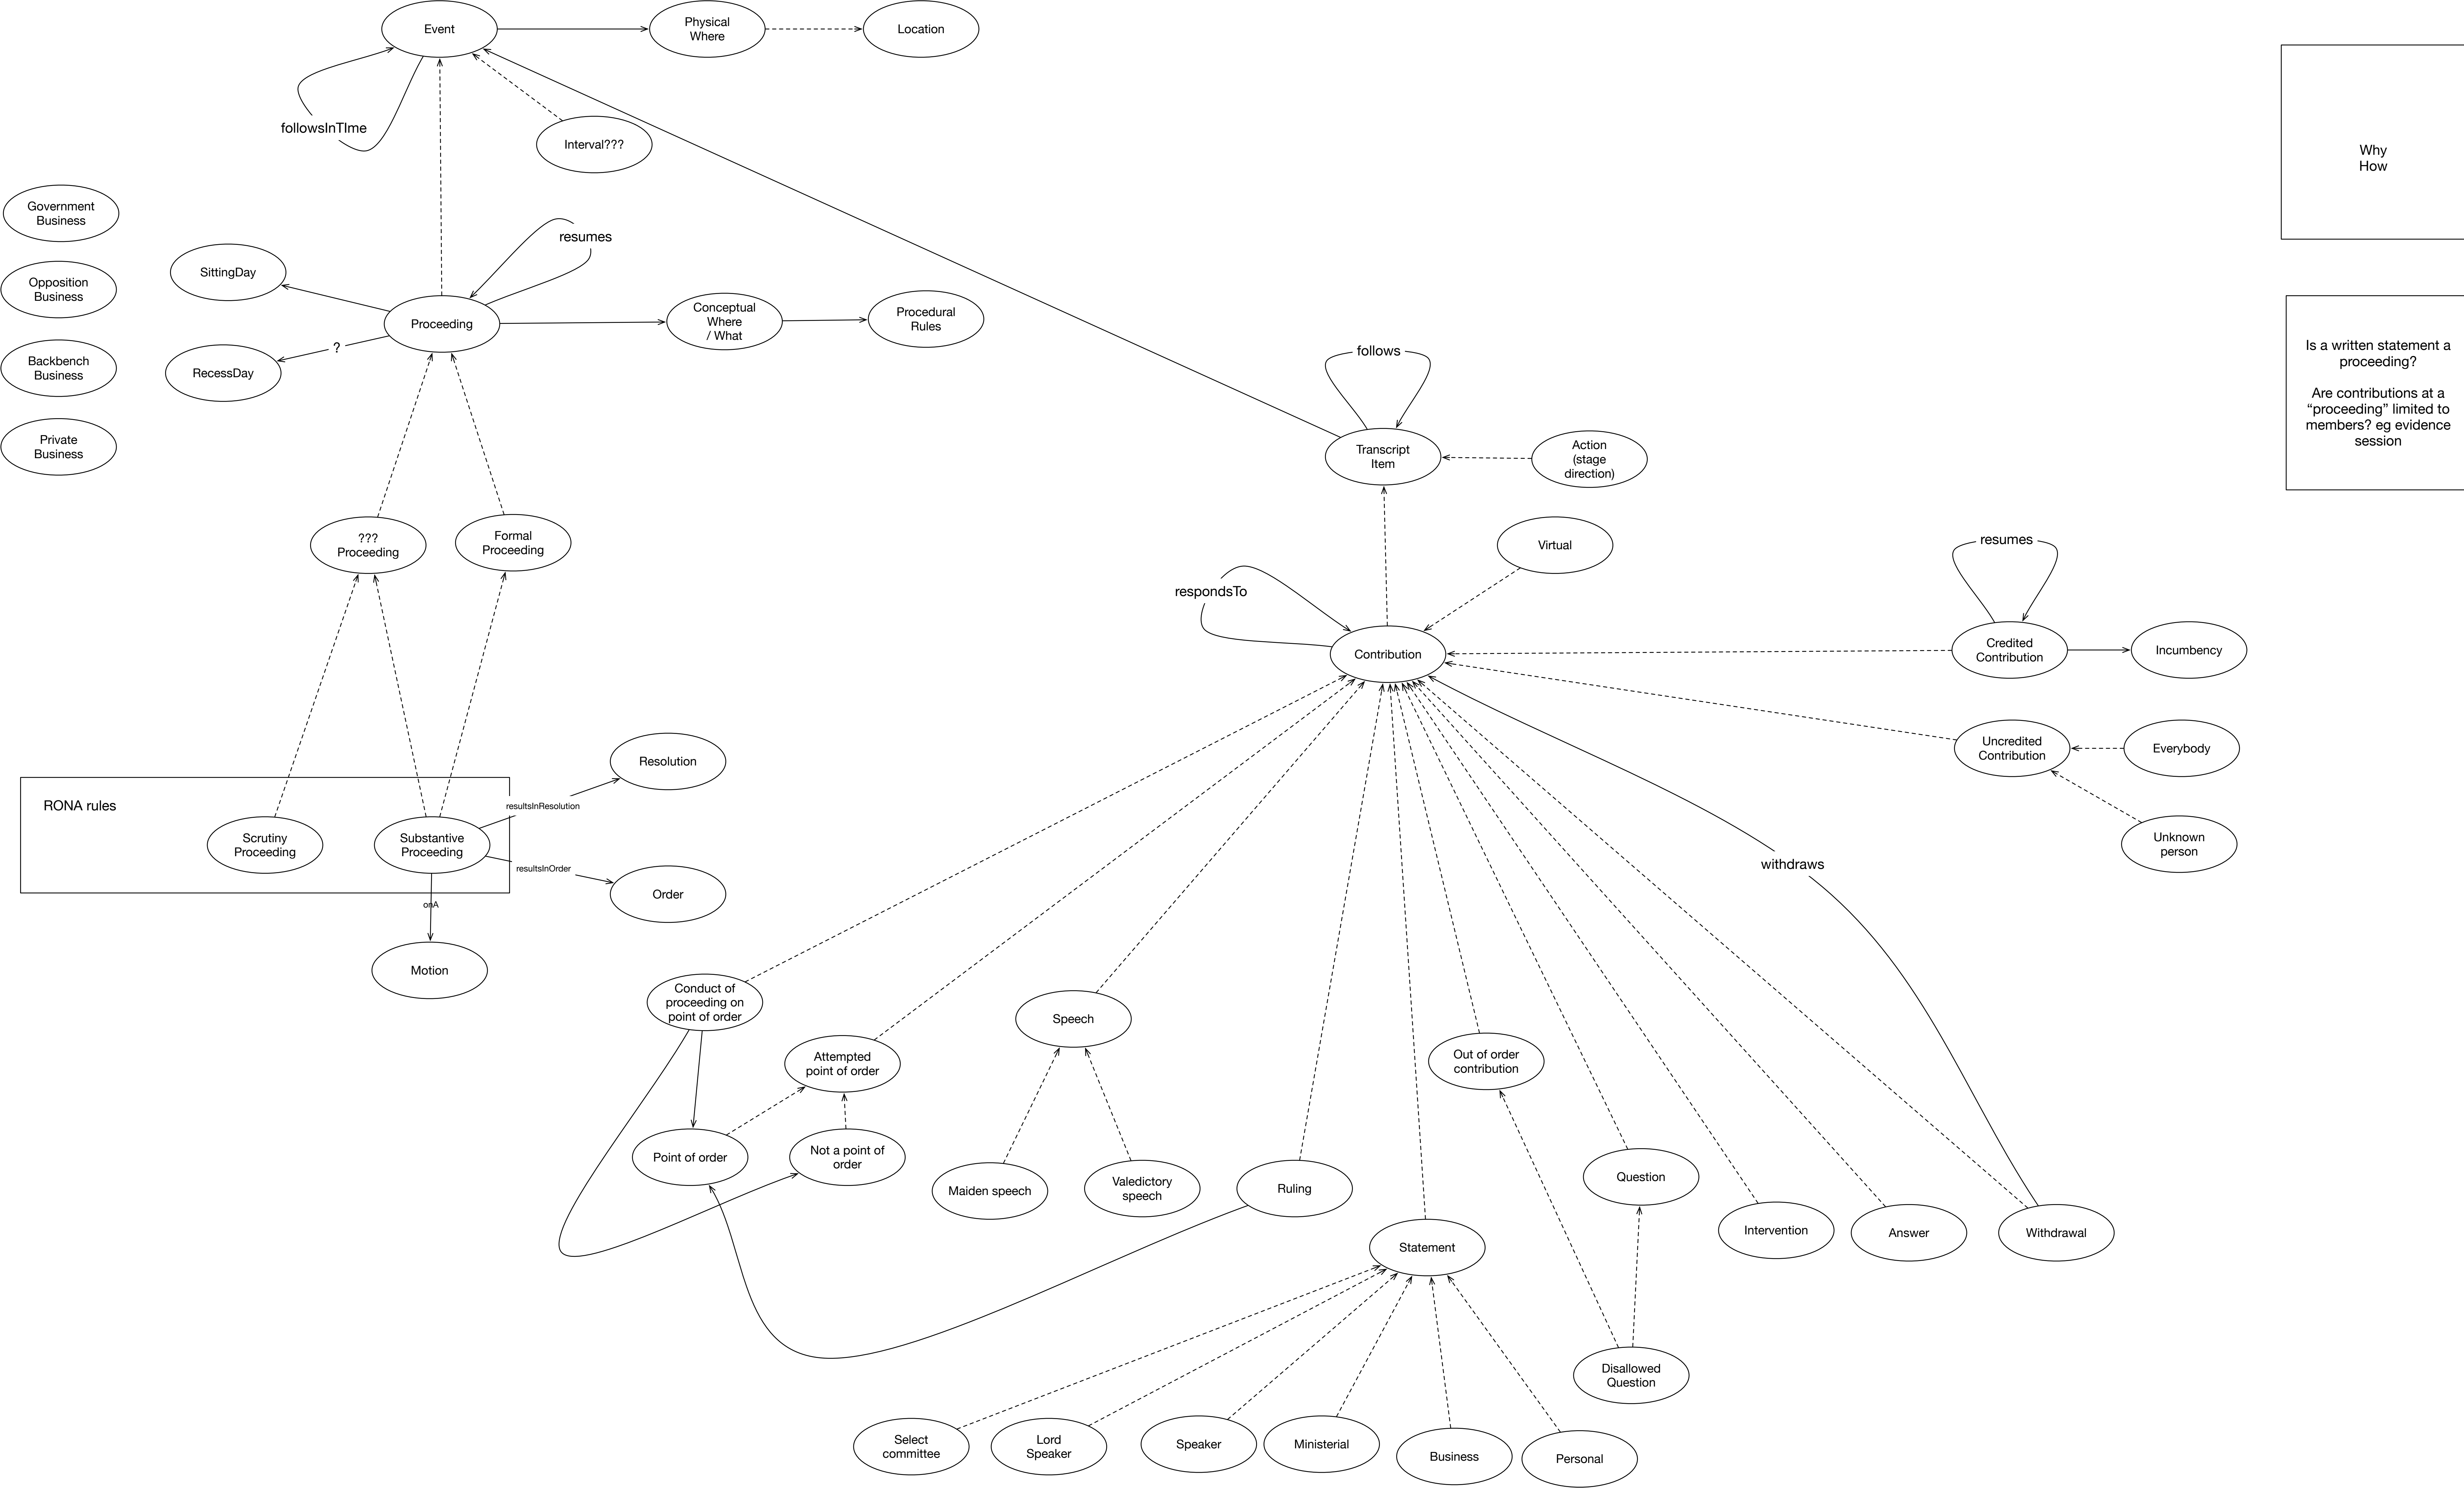 Event
Physical
Where
Location
followsInTIme
Interval???
Why
How
Government
Business
resumes
SittingDay
Opposition
Business
Proceeding
Conceptual
Where
/ What
Procedural
Rules
?
RecessDay
Backbench
Business
Private
Business
follows
Is a written statement a
proceeding?
Are contributions at a
“proceeding” limited to
members? eg evidence
session
Transcript
Item
Action
(stage
direction)
???
Proceeding
Formal
Proceeding
Virtual
resumes
respondsTo
Contribution
Credited
Contribution
Incumbency
Uncredited
Contribution
Everybody
Unknown
person
Resolution
RONA rules
resultsInResolution
Scrutiny
Proceeding
Substantive
Proceeding
resultsInOrder
Order
onA
Motion
withdraws
Conduct of
proceeding on
point of order
Attempted
point of order
Speech
Out of order
contribution
Point of order
Not a point of
order
Maiden speech
Valedictory
speech
Ruling
Question
Intervention
Answer
Withdrawal
Statement
Disallowed
Question
Select
committee
Lord
Speaker
Speaker
Ministerial
Business
Personal